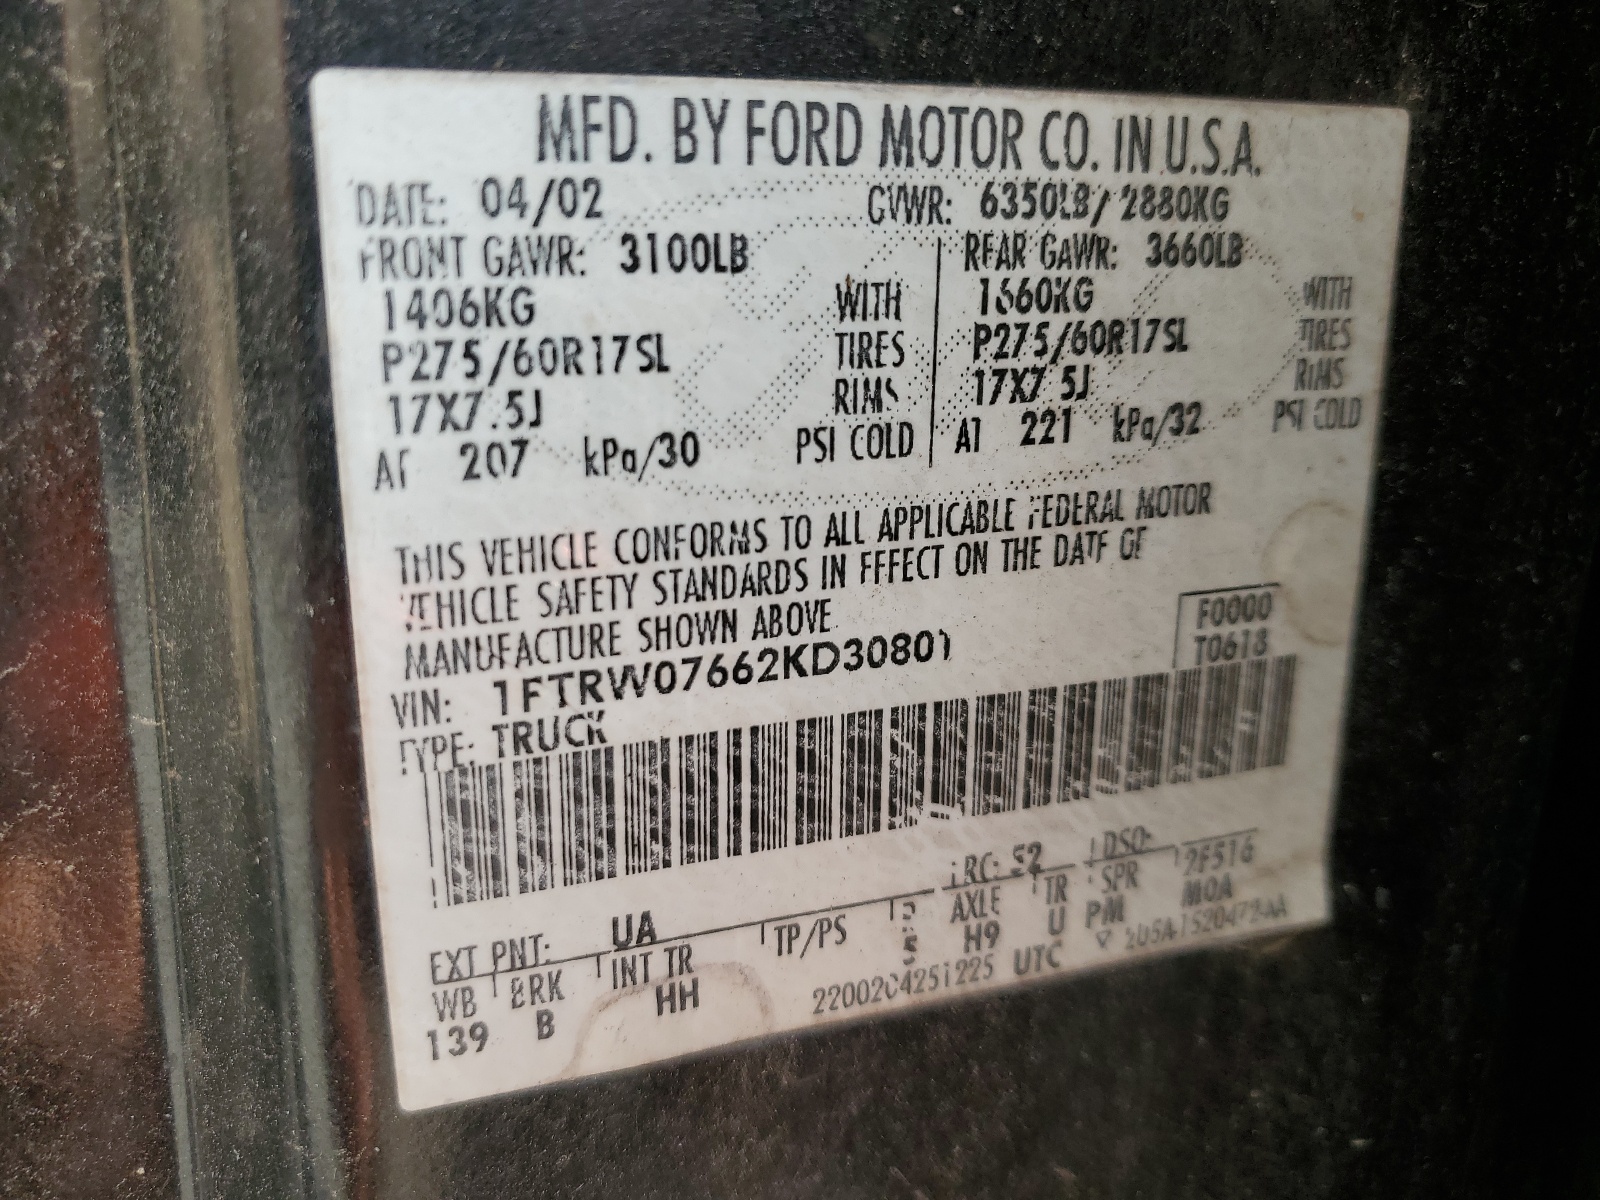 MFD. BY FORD MOTOR CO. IN U.S.A.
DATE: 04/02 GVWR: 6350LB/ 2880KG
FRONT GAWR: 3100LB REAR GAWR: 3660LB
1406KG WITH 1660KG WITH
P275/60R17SL TIRES P275/60R17SL TIRES
17X7.5J RIMS 17X7.5J RIMS
AT 207 kPa/30 PSI COLD AT 221 kPa/32 PSI COLD
THIS VEHICLE CONFORMS TO ALL APPLICABLE FEDERAL MOTOR
VEHICLE SAFETY STANDARDS IN EFFECT ON THE DATE OF
MANUFACTURE SHOWN ABOVE
F0000
VIN: 1FTRW07662KD30801 T0618
TYPE: TRUCK
EXT PNT: UA RC: 52 DSO:
WB BRK INT TR TP/PS AXLE TR SPR 2F516
139 B HH 5 H9 U PM M0A
UTC